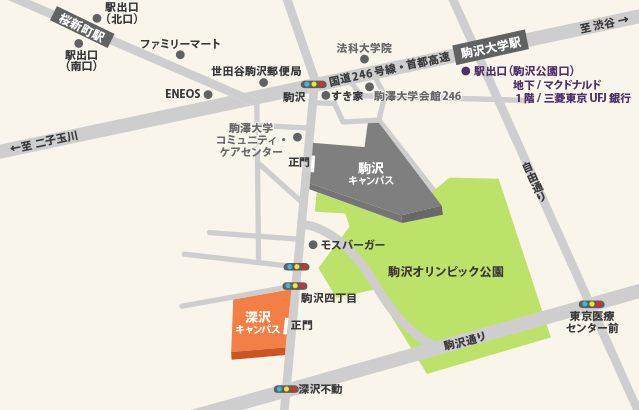 駅出口
(北口)
桜新町駅
駅出口
(南口)
ファミリーマート
世田谷駒沢郵便局
ENEOS
法科大学院
国道246号線・首都高速
駒沢大学駅
至 渋谷→
駅出口(駒沢公園口)
地下 / マクドナルド
1階 / 三菱東京UFJ銀行
駒沢
すき家
駒澤大学会館246
←至 二子玉川
駒澤大学
コミュニティ・
ケアセンター
正門
駒沢
キャンパス
自由通り
モスバーガー
駒沢オリンピック公園
駒沢四丁目
深沢
キャンパス
正門
東京医療
センター前
駒沢通り
深沢不動